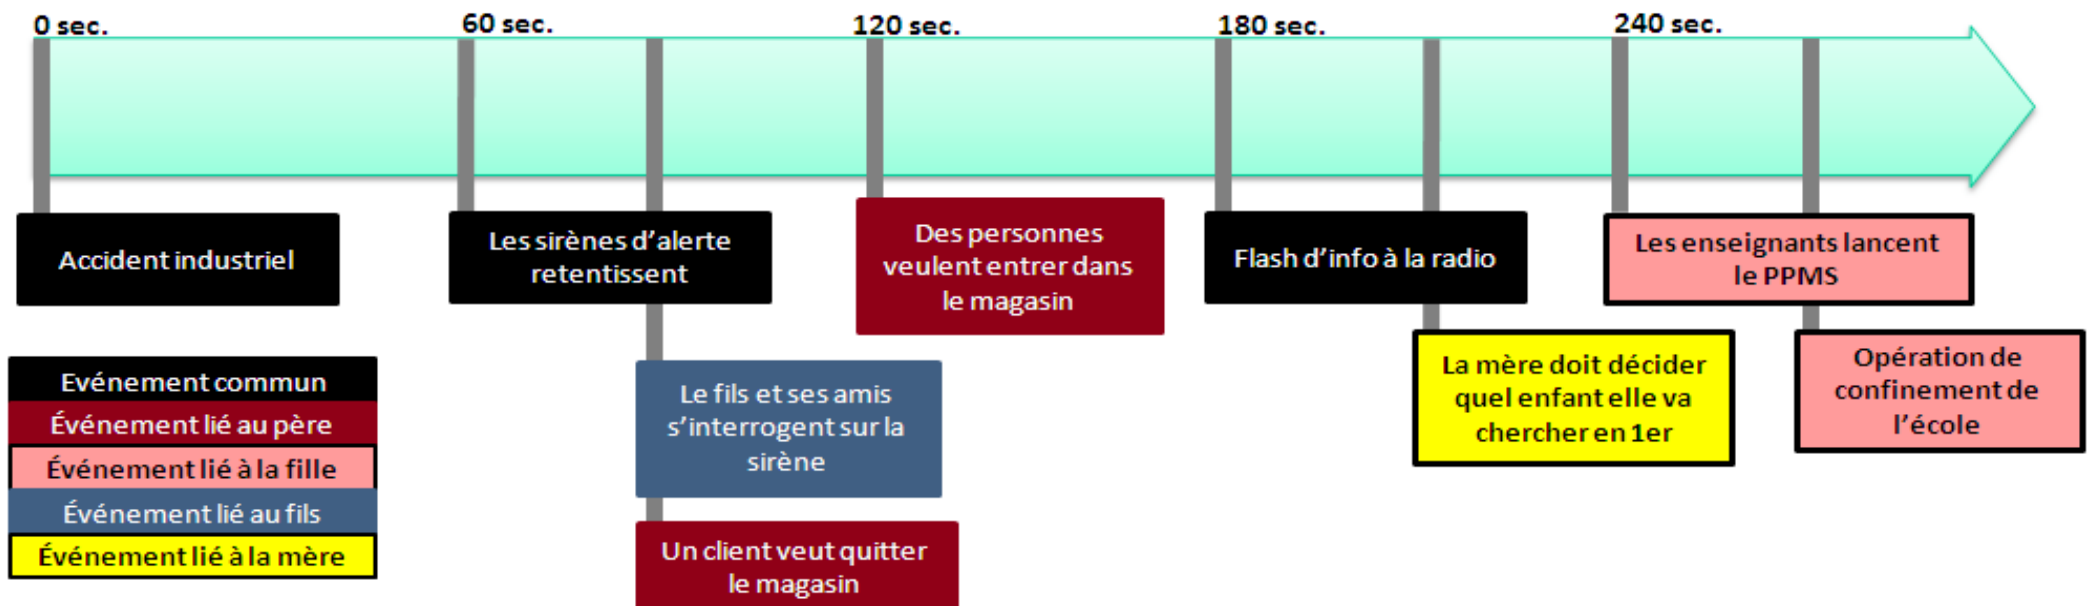 0 sec.
60 sec.
120 sec.
180 sec.
240 sec.
Accident industriel
Les sirènes d’alerte
retentissent
Des personnes
veulent entrer dans
le magasin
Flash d’info à la radio
Les enseignants lancent
le PPMS
Le fils et ses amis
s’interrogent sur la
sirène
Un client veut quitter
le magasin
La mère doit décider
quel enfant elle va
chercher en 1er
Opération de
confinement de
l’école
Evénement commun
Événement lié au père
Événement lié à la fille
Événement lié au fils
Événement lié à la mère